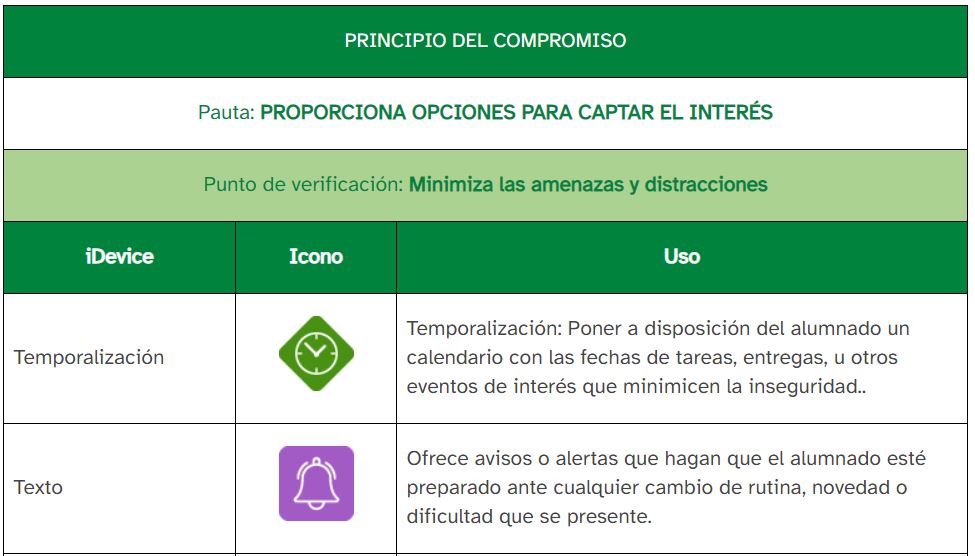 PRINCIPIO DEL COMPROMISO
Pauta: PROPORCIONA OPCIONES PARA CAPTAR EL INTERÉS
Punto de verificación: Minimiza las amenazas y distracciones
iDevice
Icono
Uso
Temporalización
Temporalización: Poner a disposición del alumnado un
calendario con las fechas de tareas, entregas, u otros
eventos de interés que minimicen la inseguridad..
Texto
Ofrece avisos o alertas que hagan que el alumnado esté
preparado ante cualquier cambio de rutina, novedad o
dificultad que se presente.